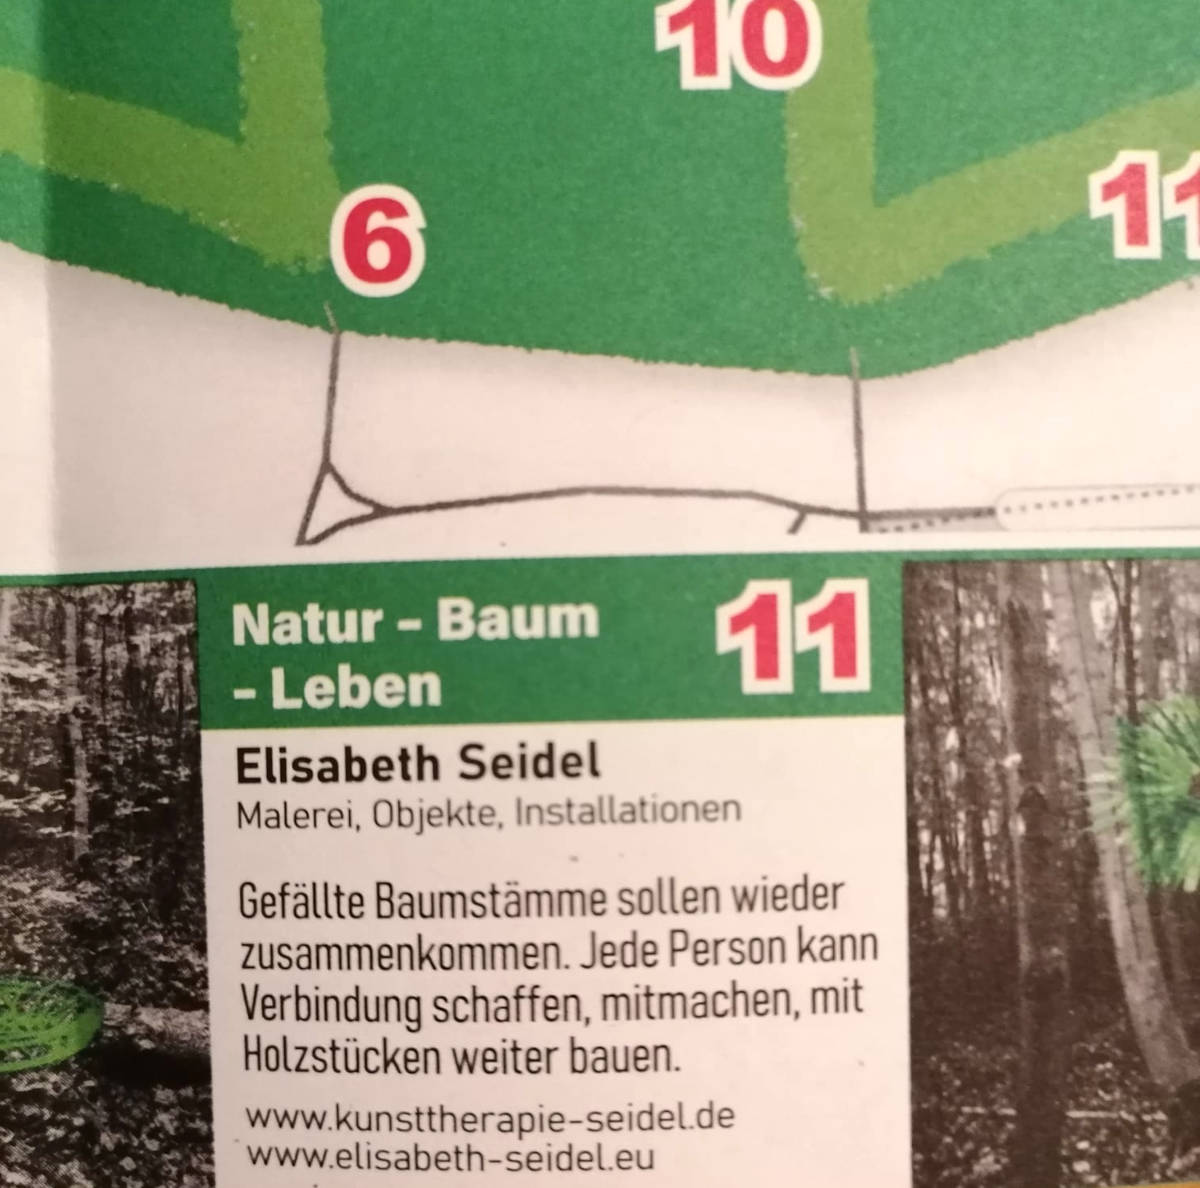 10
11
6
Natur – Baum
– Leben
11
Elisabeth Seidel
Malerei, Objekte, Installationen
Gefällte Baumstämme sollen wieder
zusammenkommen. Jede Person kann
Verbindung schaffen, mitmachen, mit
Holzstücken weiter bauen.
www.kunsttherapie-seidel.de
www.elisabeth-seidel.eu